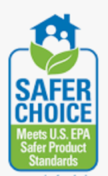 SAFER
CHOICE
Meets U.S. EPA
Safer Product
Standards